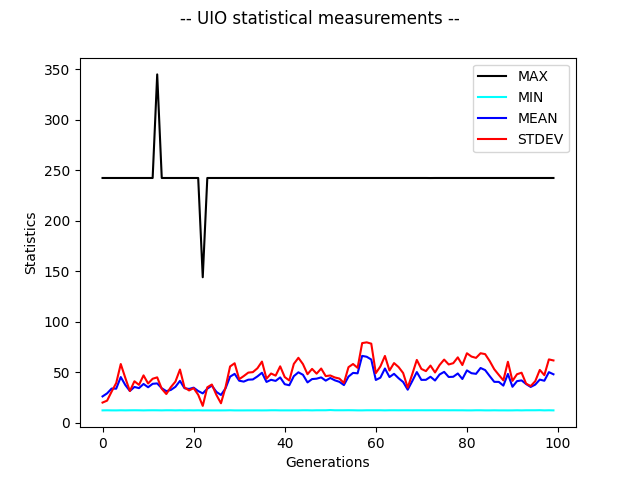 -- UIO statistical measurements --
MAX
MIN
MEAN
STDEV
Statistics
350
300
250
200
150
100
50
0
0 20 40 60 80 100
Generations